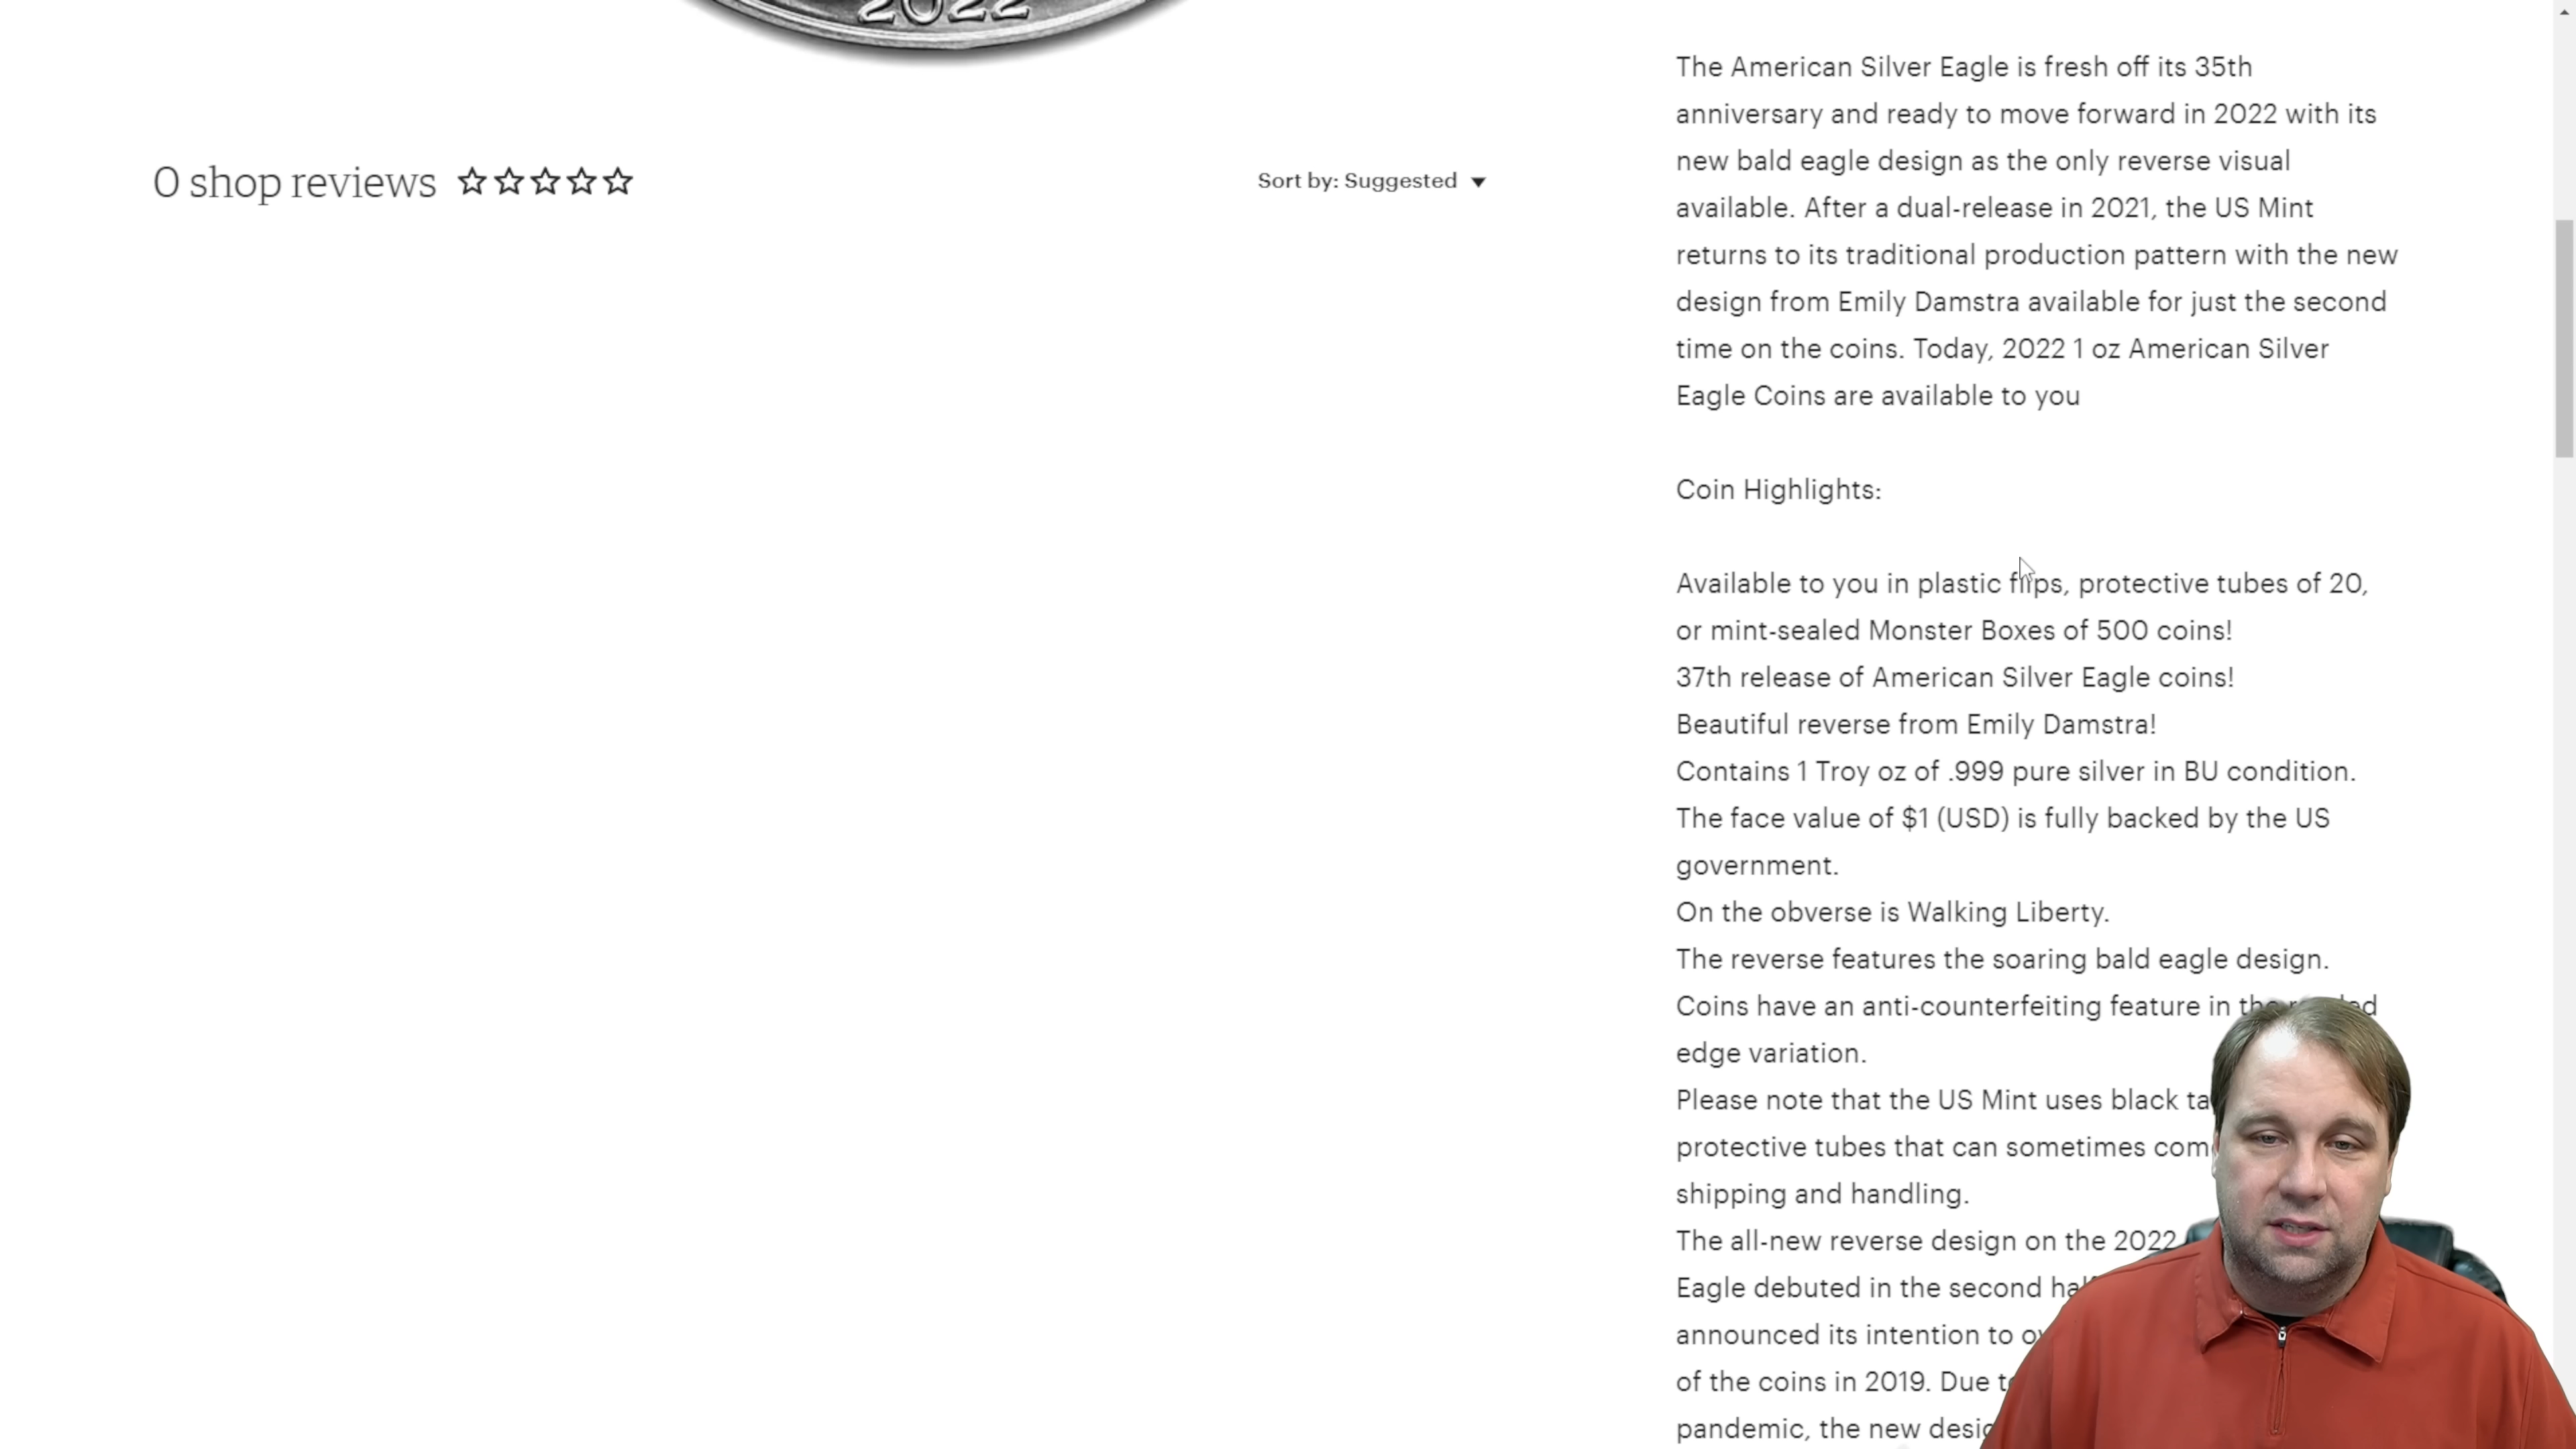 2022
0 shop reviews
Sort by: Suggested
The American Silver Eagle is fresh off its 35th
anniversary and ready to move forward in 2022 with its
new bald eagle design as the only reverse visual
available. After a dual-release in 2021, the US Mint
returns to its traditional production pattern with the new
design from Emily Damstra available for just the second
time on the coins. Today, 2022 1 oz American Silver
Eagle Coins are available to you
Coin Highlights:
Available to you in plastic flips, protective tubes of 20,
or mint-sealed Monster Boxes of 500 coins!
37th release of American Silver Eagle coins!
Beautiful reverse from Emily Damstra!
Contains 1 Troy oz of .999 pure silver in BU condition.
The face value of $1 (USD) is fully backed by the US
government.
On the obverse is Walking Liberty.
The reverse features the soaring bald eagle design.
Coins have an anti-counterfeiting feature in the
edge variation.
Please note that the US Mint uses black
protective tubes that can sometimes
shipping and handling.
The all-new reverse design on the 2022
Eagle debuted in the second
announced its intention to
of the coins in 2019. Due
pandemic, the new